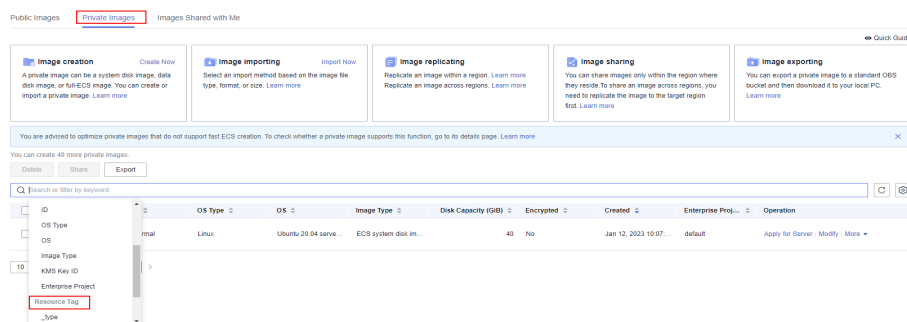 Public Images Private Images Images Shared with Me
Quick Guid
Image creation Create Now
A private image can be a system disk image, data
disk image, or full-ECS image. You can create or
import a private image. Learn more
Image importing Import Now
Select an import method based on the image file
type, format, or size. Learn more
Image replicating
Replicate an image within a region. Learn more
Replicate an image across regions. Learn more
Image sharing
You can share images only within the region where
they reside.To share an image across regions, you
need to replicate the image to the target region
first. Learn more
Image exporting
You can export a private image to a standard OBS
bucket and then download it to your local PC.
Learn more
You are advised to optimize private images that do not support fast ECS creation. To check whether a private image supports this function, go to its details page. Learn more
You can create 49 more private images.
Delete Share Export
Search or filter by keyword.
OS Type OS Image Type Disk Capacity (GiB) Encrypted Created Enterprise Proj... Operation
rmal Linux Ubuntu 20.04 serve... ECS system disk im... 40 No Jan 12, 2023 10:07:... default Apply for Server | Modify | More
10
ID
OS Type
OS
Image Type
KMS Key ID
Enterprise Project
Resource Tag
_type